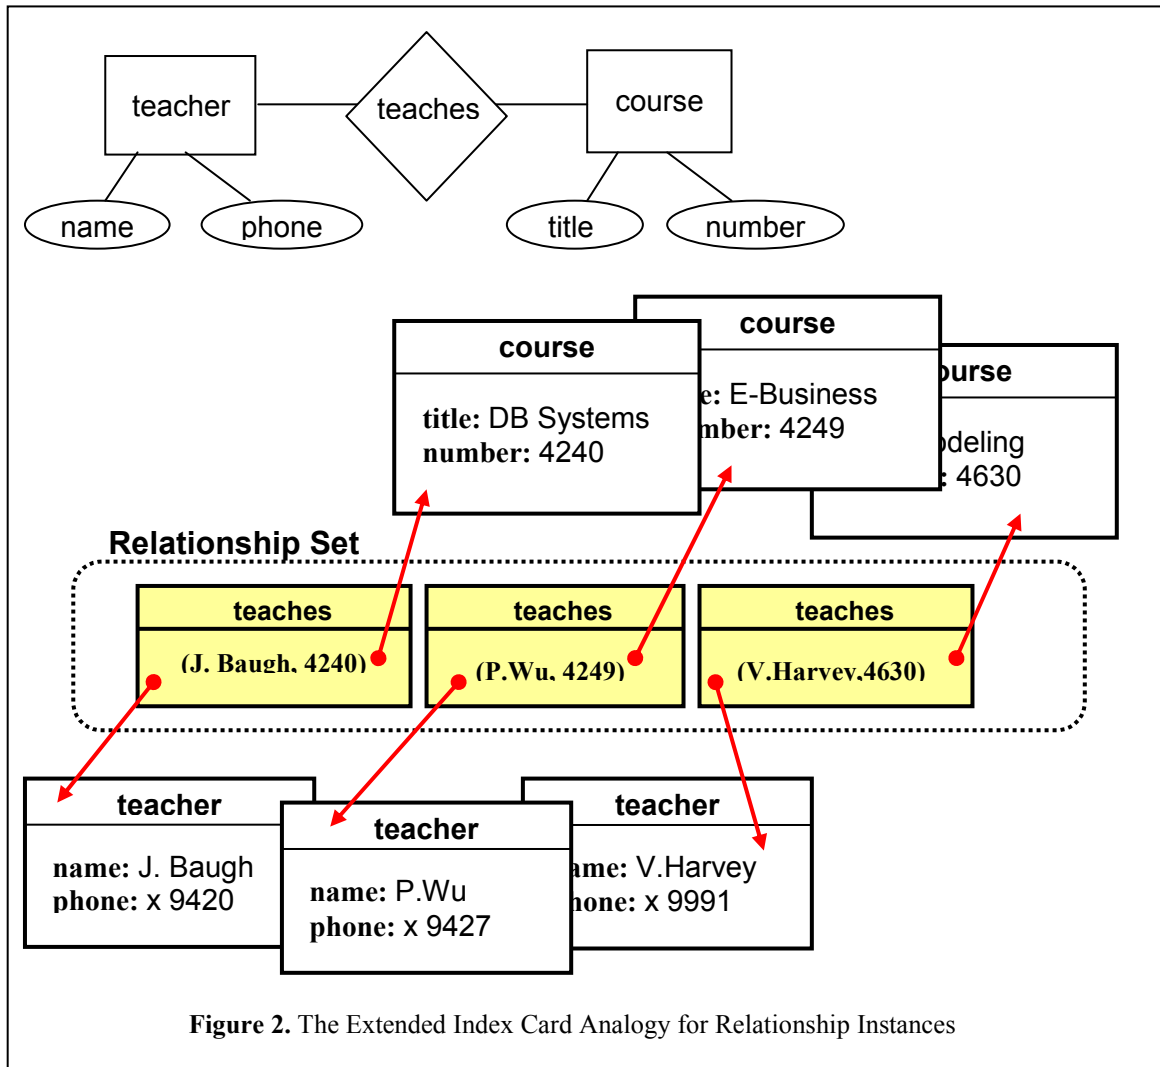 teacher
teaches
course
name
phone
title
number
course
title: DB Systems
number: 4240
course
e: E-Business
mber: 4249
ourse
odeling
: 4630
Relationship Set
teaches
(J. Baugh, 4240)
teaches
(P.Wu, 4249)
teaches
(V.Harvey,4630)
teacher
name: J. Baugh
phone: x 9420
teacher
name: P.Wu
phone: x 9427
teacher
ame: V.Harvey
hone: x 9991
Figure 2. The Extended Index Card Analogy for Relationship Instances